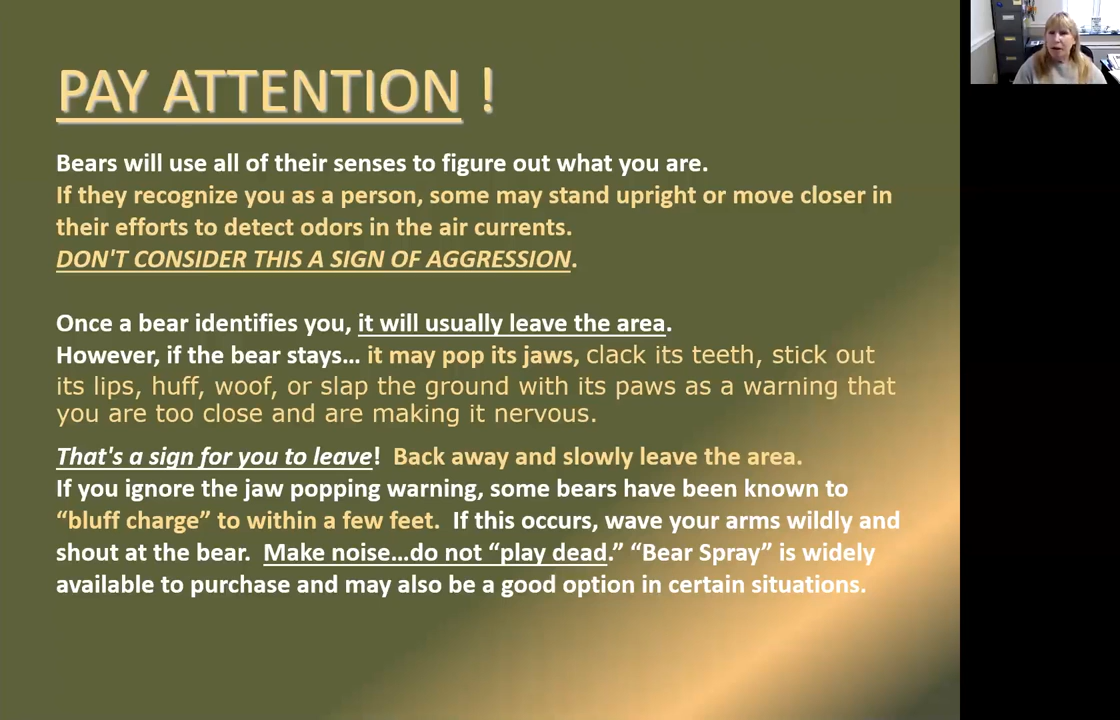 PAY ATTENTION !
Bears will use all of their senses to figure out what you are.
If they recognize you as a person, some may stand upright or move closer in
their efforts to detect odors in the air currents.
DON'T CONSIDER THIS A SIGN OF AGGRESSION.
Once a bear identifies you, it will usually leave the area.
However, if the bear stays… it may pop its jaws, clack its teeth, stick out
its lips, huff, woof, or slap the ground with its paws as a warning that
you are too close and are making it nervous.
That's a sign for you to leave!  Back away and slowly leave the area.
If you ignore the jaw popping warning, some bears have been known to
“bluff charge” to within a few feet.  If this occurs, wave your arms wildly and
shout at the bear.  Make noise…do not “play dead.” “Bear Spray” is widely
available to purchase and may also be a good option in certain situations.